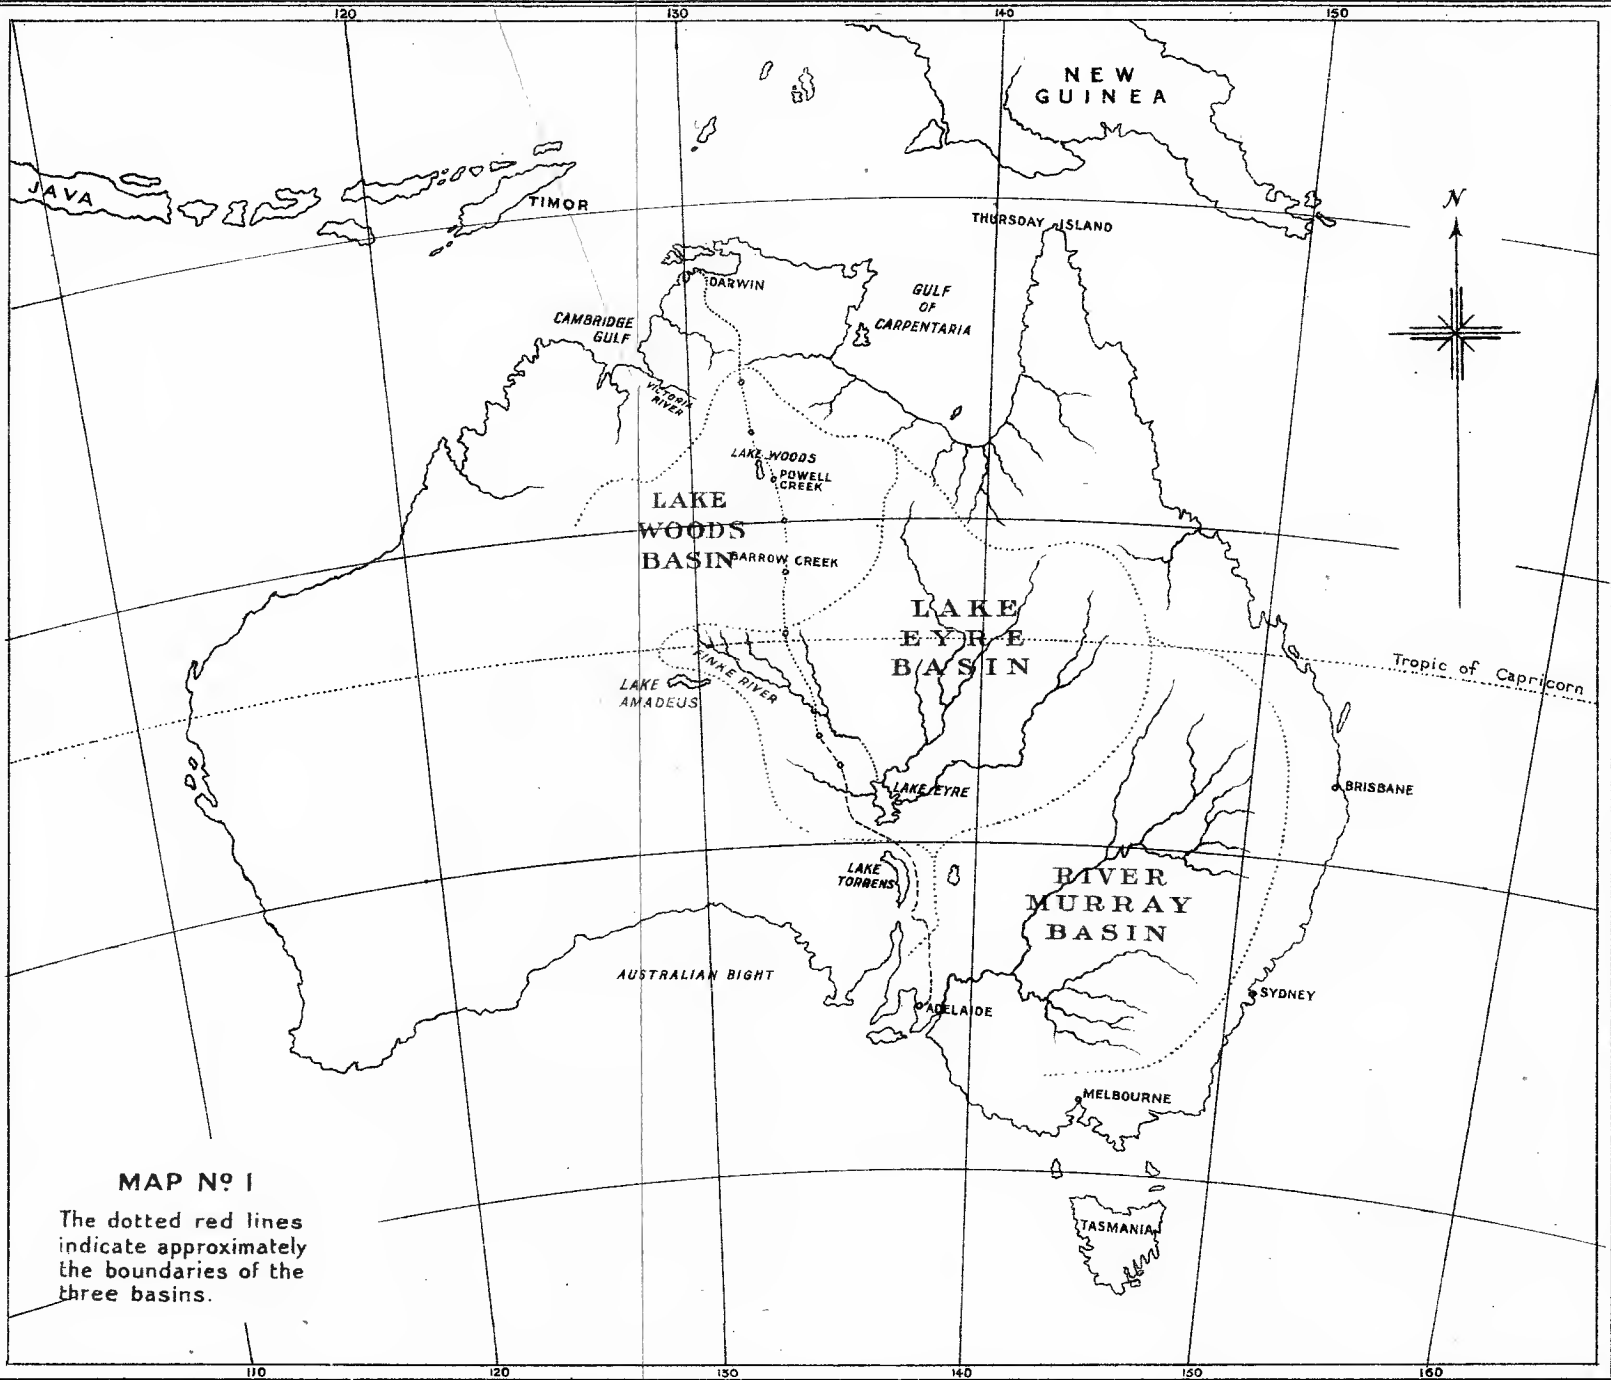 120 130 140 150
NEW
GUINEA
JAVA
TIMOR
N
THURSDAY ISLAND
DARWIN
GULF
OF
CARPENTARIA
CAMBRIDGE
GULF
VICTORIA
RIVER
LAKE WOODS
POWELL
CREEK
LAKE
WOODS
BASIN
BARROW CREEK
LAKE
EYRE
BASIN
Tropic of Capricorn
FINKE RIVER
LAKE
AMADEUS
LAKE EYRE
BRISBANE
LAKE
TORRENS
RIVER
MURRAY
BASIN
AUSTRALIAN BIGHT
SYDNEY
ADELAIDE
MELBOURNE
TASMANIA
MAP Nº 1
The dotted red lines
indicate approximately
the boundaries of the
three basins.
110 120 130 140 150 160